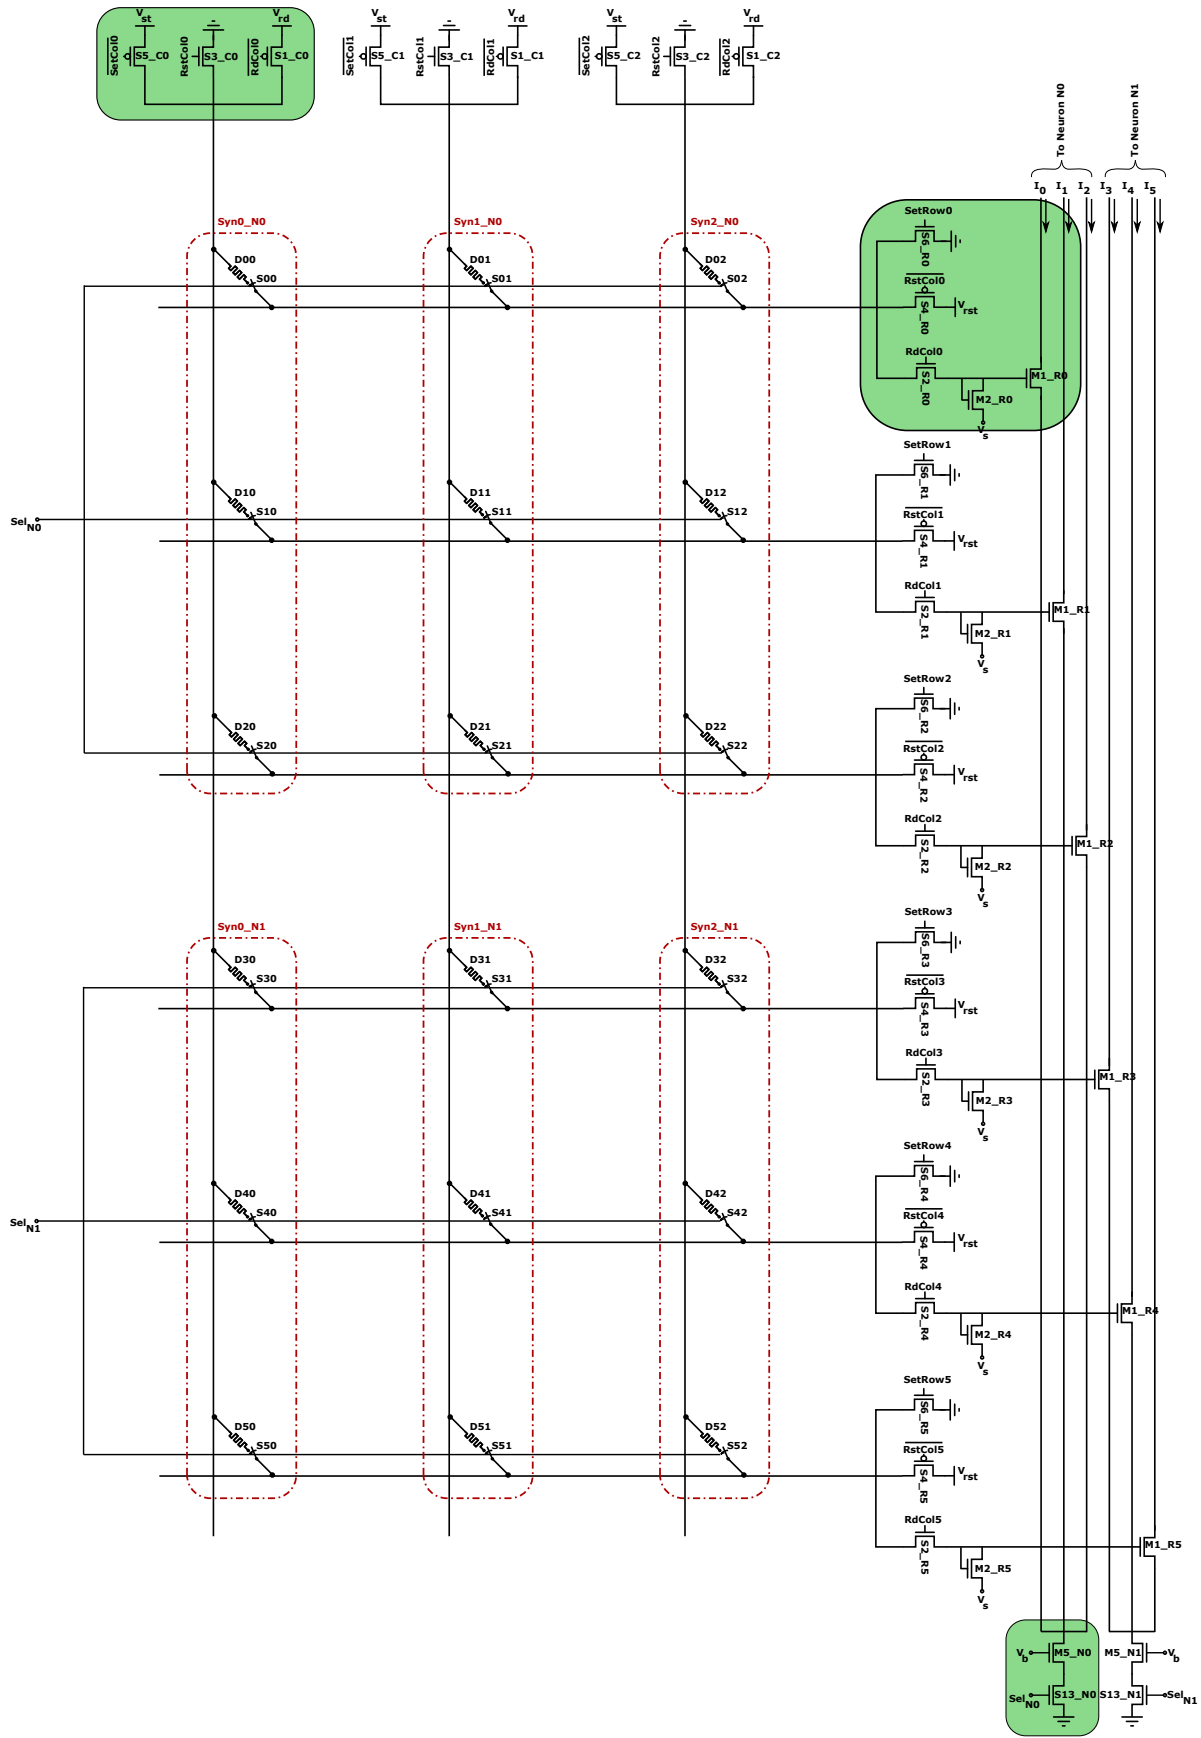 Vst - Vrd Vst - Vrd Vst - Vrd
SetCol0 S5_C0 RstCol0 S3_C0 RdCol0 S1_C0 SetCol1 S5_C1 RstCol1 S3_C1 RdCol1 S1_C1 SetCol2 S5_C2 RstCol2 S3_C2 RdCol2 S1_C2
To Neuron N0 To Neuron N1
I0 I1 I2 I3 I4 I5
Syn0_N0 Syn1_N0 Syn2_N0
SetRow0
S6_R0
D00 S00 D01 S01 D02 S02
RstCol0
S4_R0 Vrst
RdCol0
S2_R0 M1_R0
M2_R0
Vs
SetRow1
S6_R1
D10 S10 D11 S11 D12 S12
RstCol1
SelN0
S4_R1 Vrst
RdCol1
S2_R1 M1_R1
M2_R1
Vs
SetRow2
S6_R2
D20 S20 D21 S21 D22 S22
RstCol2
S4_R2 Vrst
RdCol2
S2_R2 M1_R2
M2_R2
Vs
Syn0_N1 Syn1_N1 Syn2_N1
SetRow3
S6_R3
D30 S30 D31 S31 D32 S32
RstCol3
S4_R3 Vrst
RdCol3
S2_R3 M1_R3
M2_R3
Vs
SetRow4
S6_R4
D40 S40 D41 S41 D42 S42
RstCol4
SelN1
S4_R4 Vrst
RdCol4
S2_R4 M1_R4
M2_R4
Vs
SetRow5
S6_R5
D50 S50 D51 S51 D52 S52
RstCol5
S4_R5 Vrst
RdCol5
S2_R5 M1_R5
M2_R5
Vs
Vb M5_N0 M5_N1 Vb
SelN0 S13_N0 S13_N1 SelN1